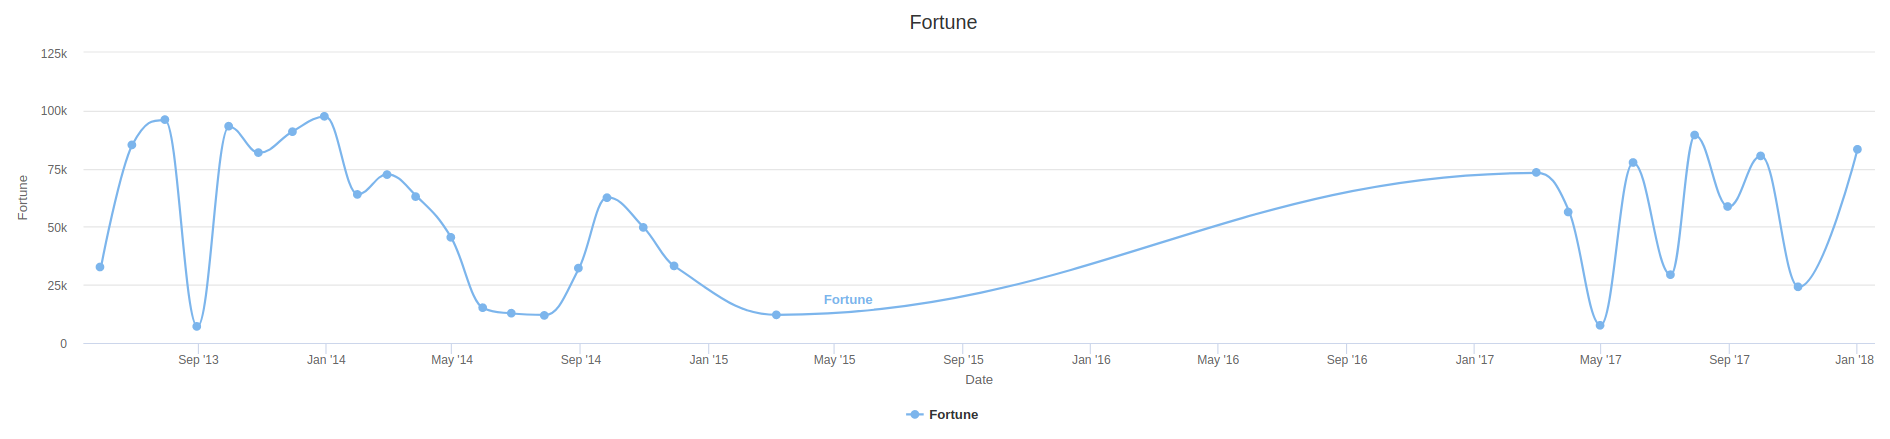 Fortune
125k
100k
75k
50k
25k
0
Fortune
Fortune
Sep '13 Jan '14 May '14 Sep '14 Jan '15 May '15 Sep '15 Jan '16 May '16 Sep '16 Jan '17 May '17 Sep '17 Jan '18
Date
Fortune